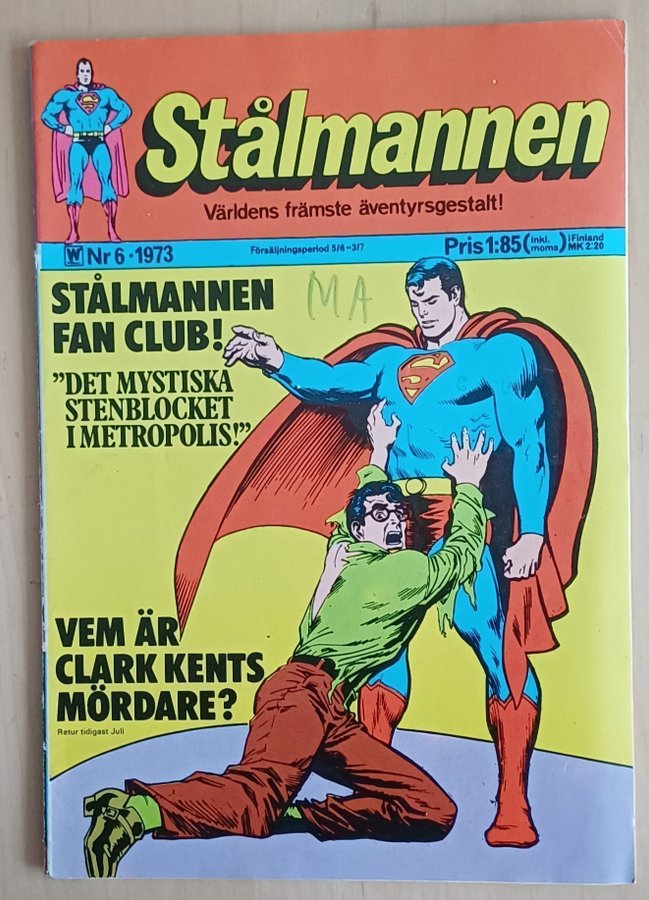 Stålmannen
Världens främste äventyrsgestalt!
W Nr 6 • 1973
Försäljningsperiod 5/6–3/7
Pris 1:85 (inkl. moms) i Finland MK 2:20
STÅLMANNEN
FAN CLUB!
MA
”DET MYSTISKA
STENBLOCKET
I METROPOLIS!”
S
S
VEM ÄR
CLARK KENTS
MÖRDARE?
Retur tidigast Juli